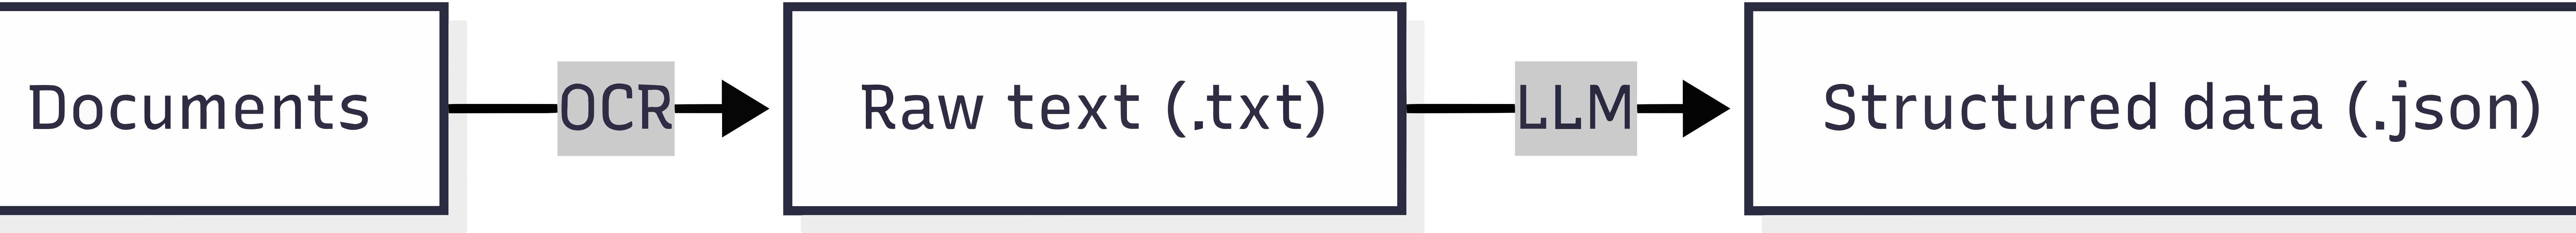 Documents
OCR
Raw text (.txt)
LLM
Structured data (.json)